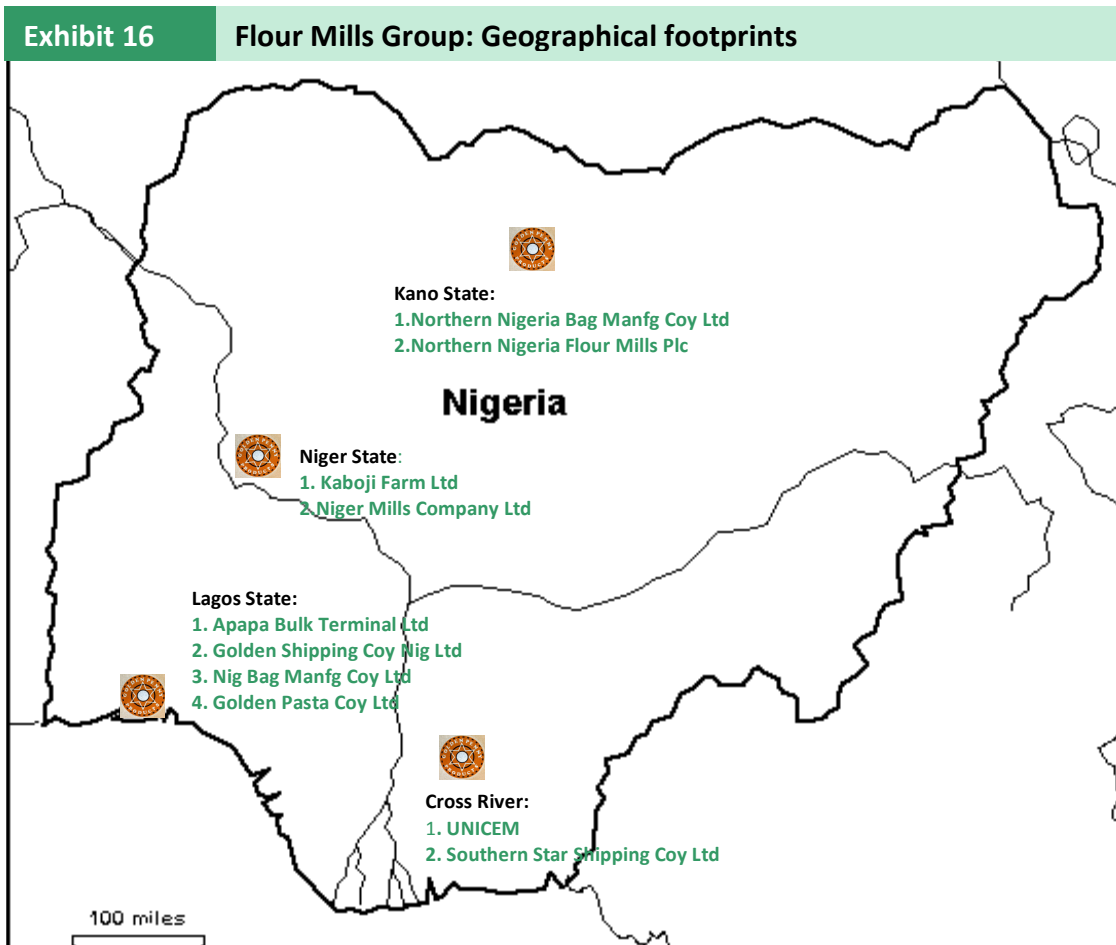 Exhibit 16 Flour Mills Group: Geographical footprints
Kano State:
1.Northern Nigeria Bag Manfg Coy Ltd
2.Northern Nigeria Flour Mills Plc
Nigeria
Niger State:
1. Kaboji Farm Ltd
2.Niger Mills Company Ltd
Lagos State:
1. Apapa Bulk Terminal Ltd
2. Golden Shipping Coy Nig Ltd
3. Nig Bag Manfg Coy Ltd
4. Golden Pasta Coy Ltd
Cross River:
1. UNICEM
2. Southern Star Shipping Coy Ltd
100 miles